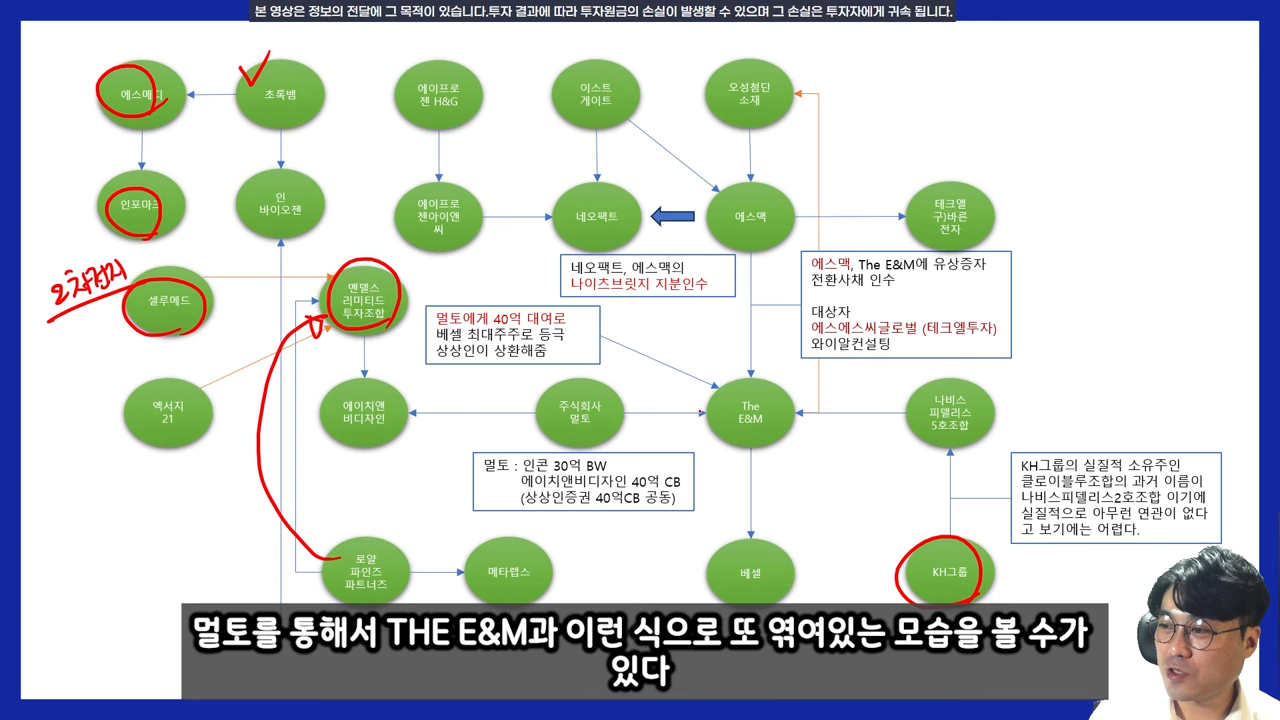 본 영상은 정보의 전달에 그 목적이 있습니다.투자 결과에 따라 투자원금의 손실이 발생할 수 있으며 그 손실은 투자자에게 귀속 됩니다.
에스메디
초록뱀
에이프로
젠 H&G
이스트
게이트
오성첨단
소재
인포마크
인
바이오젠
에이프로
젠아이앤
씨
네오팩트
에스맥
테크엘
구)바른
전자
네오팩트, 에스맥의
나이츠브릿지 지분인수
에스맥, The E&M에 유상증자
전환사채 인수
대상자
에스에스씨글로벌 (테크엘투자)
와이알컨설팅
2차전지
셀루메드
멘델스
리미티드
투자조합
멀토에게 40억 대여로
베셀 최대주주로 등극
상상인이 상환해줌
엑서지
21
에이치앤
비디자인
주식회사
멀토
The
E&M
나비스
피델리스
5호조합
멀토 : 인콘 30억 BW
에이치앤비디자인 40억 CB
(상상인증권 40억CB 공동)
KH그룹의 실질적 소유주인
클로이블루조합의 과거 이름이
나비스피델리스2호조합 이기에
실질적으로 아무런 연관이 없다
고 보기에는 어렵다.
로얄
파인즈
파트너즈
메타랩스
베셀
KH그룹
멀토를 통해서 THE E&M과 이런 식으로 또 엮여있는 모습을 볼 수가
있다